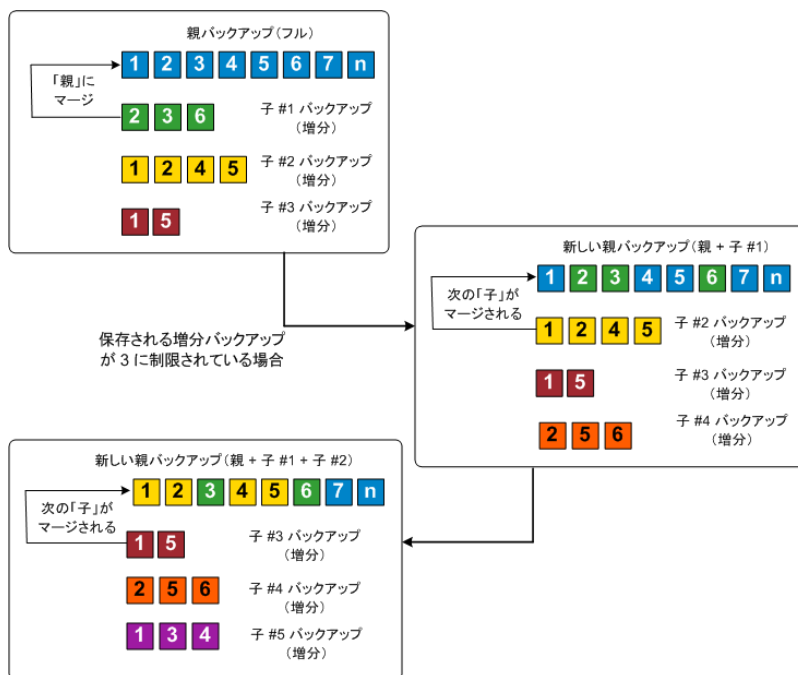 親バックアップ(フル)
1 2 3 4 5 6 7 n
「親」に
マージ
2 3 6
子 #1 バックアップ
(増分)
1 2 4 5
子 #2 バックアップ
(増分)
1 5
子 #3 バックアップ
(増分)
保存される増分バックアップ
が 3 に制限されている場合
新しい親バックアップ(親 + 子 #1)
1 2 3 4 5 6 7 n
次の「子」が
マージされる
1 2 4 5
子 #2 バックアップ
(増分)
1 5
子 #3 バックアップ
(増分)
2 5 6
子 #4 バックアップ
(増分)
新しい親バックアップ(親 + 子 #1 + 子 #2)
1 2 3 4 5 6 7 n
次の「子」が
マージされる
1 5
子 #3 バックアップ
(増分)
2 5 6
子 #4 バックアップ
(増分)
1 3 4
子 #5 バックアップ
(増分)